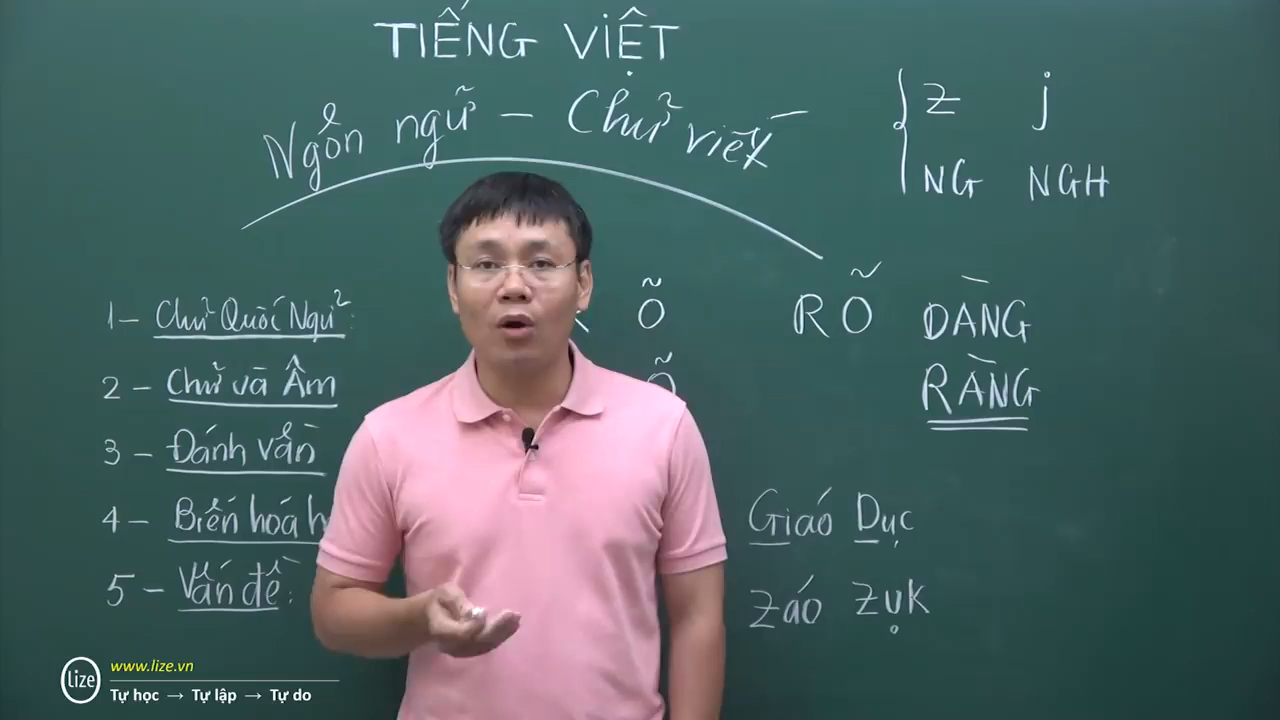 TIẾNG VIỆT
Ngôn ngữ – Chữ viết
z j
NG NGH
1– Chữ Quốc Ngữ:
Õ RÕ DÀNG
2 – Chữ và Âm
Õ RÀNG
3 – Đánh vần
4 – Biến hoá h
Giáo Dục
5 – Vấn đề:
záo zụk
lize
www.lize.vn
Tự học → Tự lập → Tự do